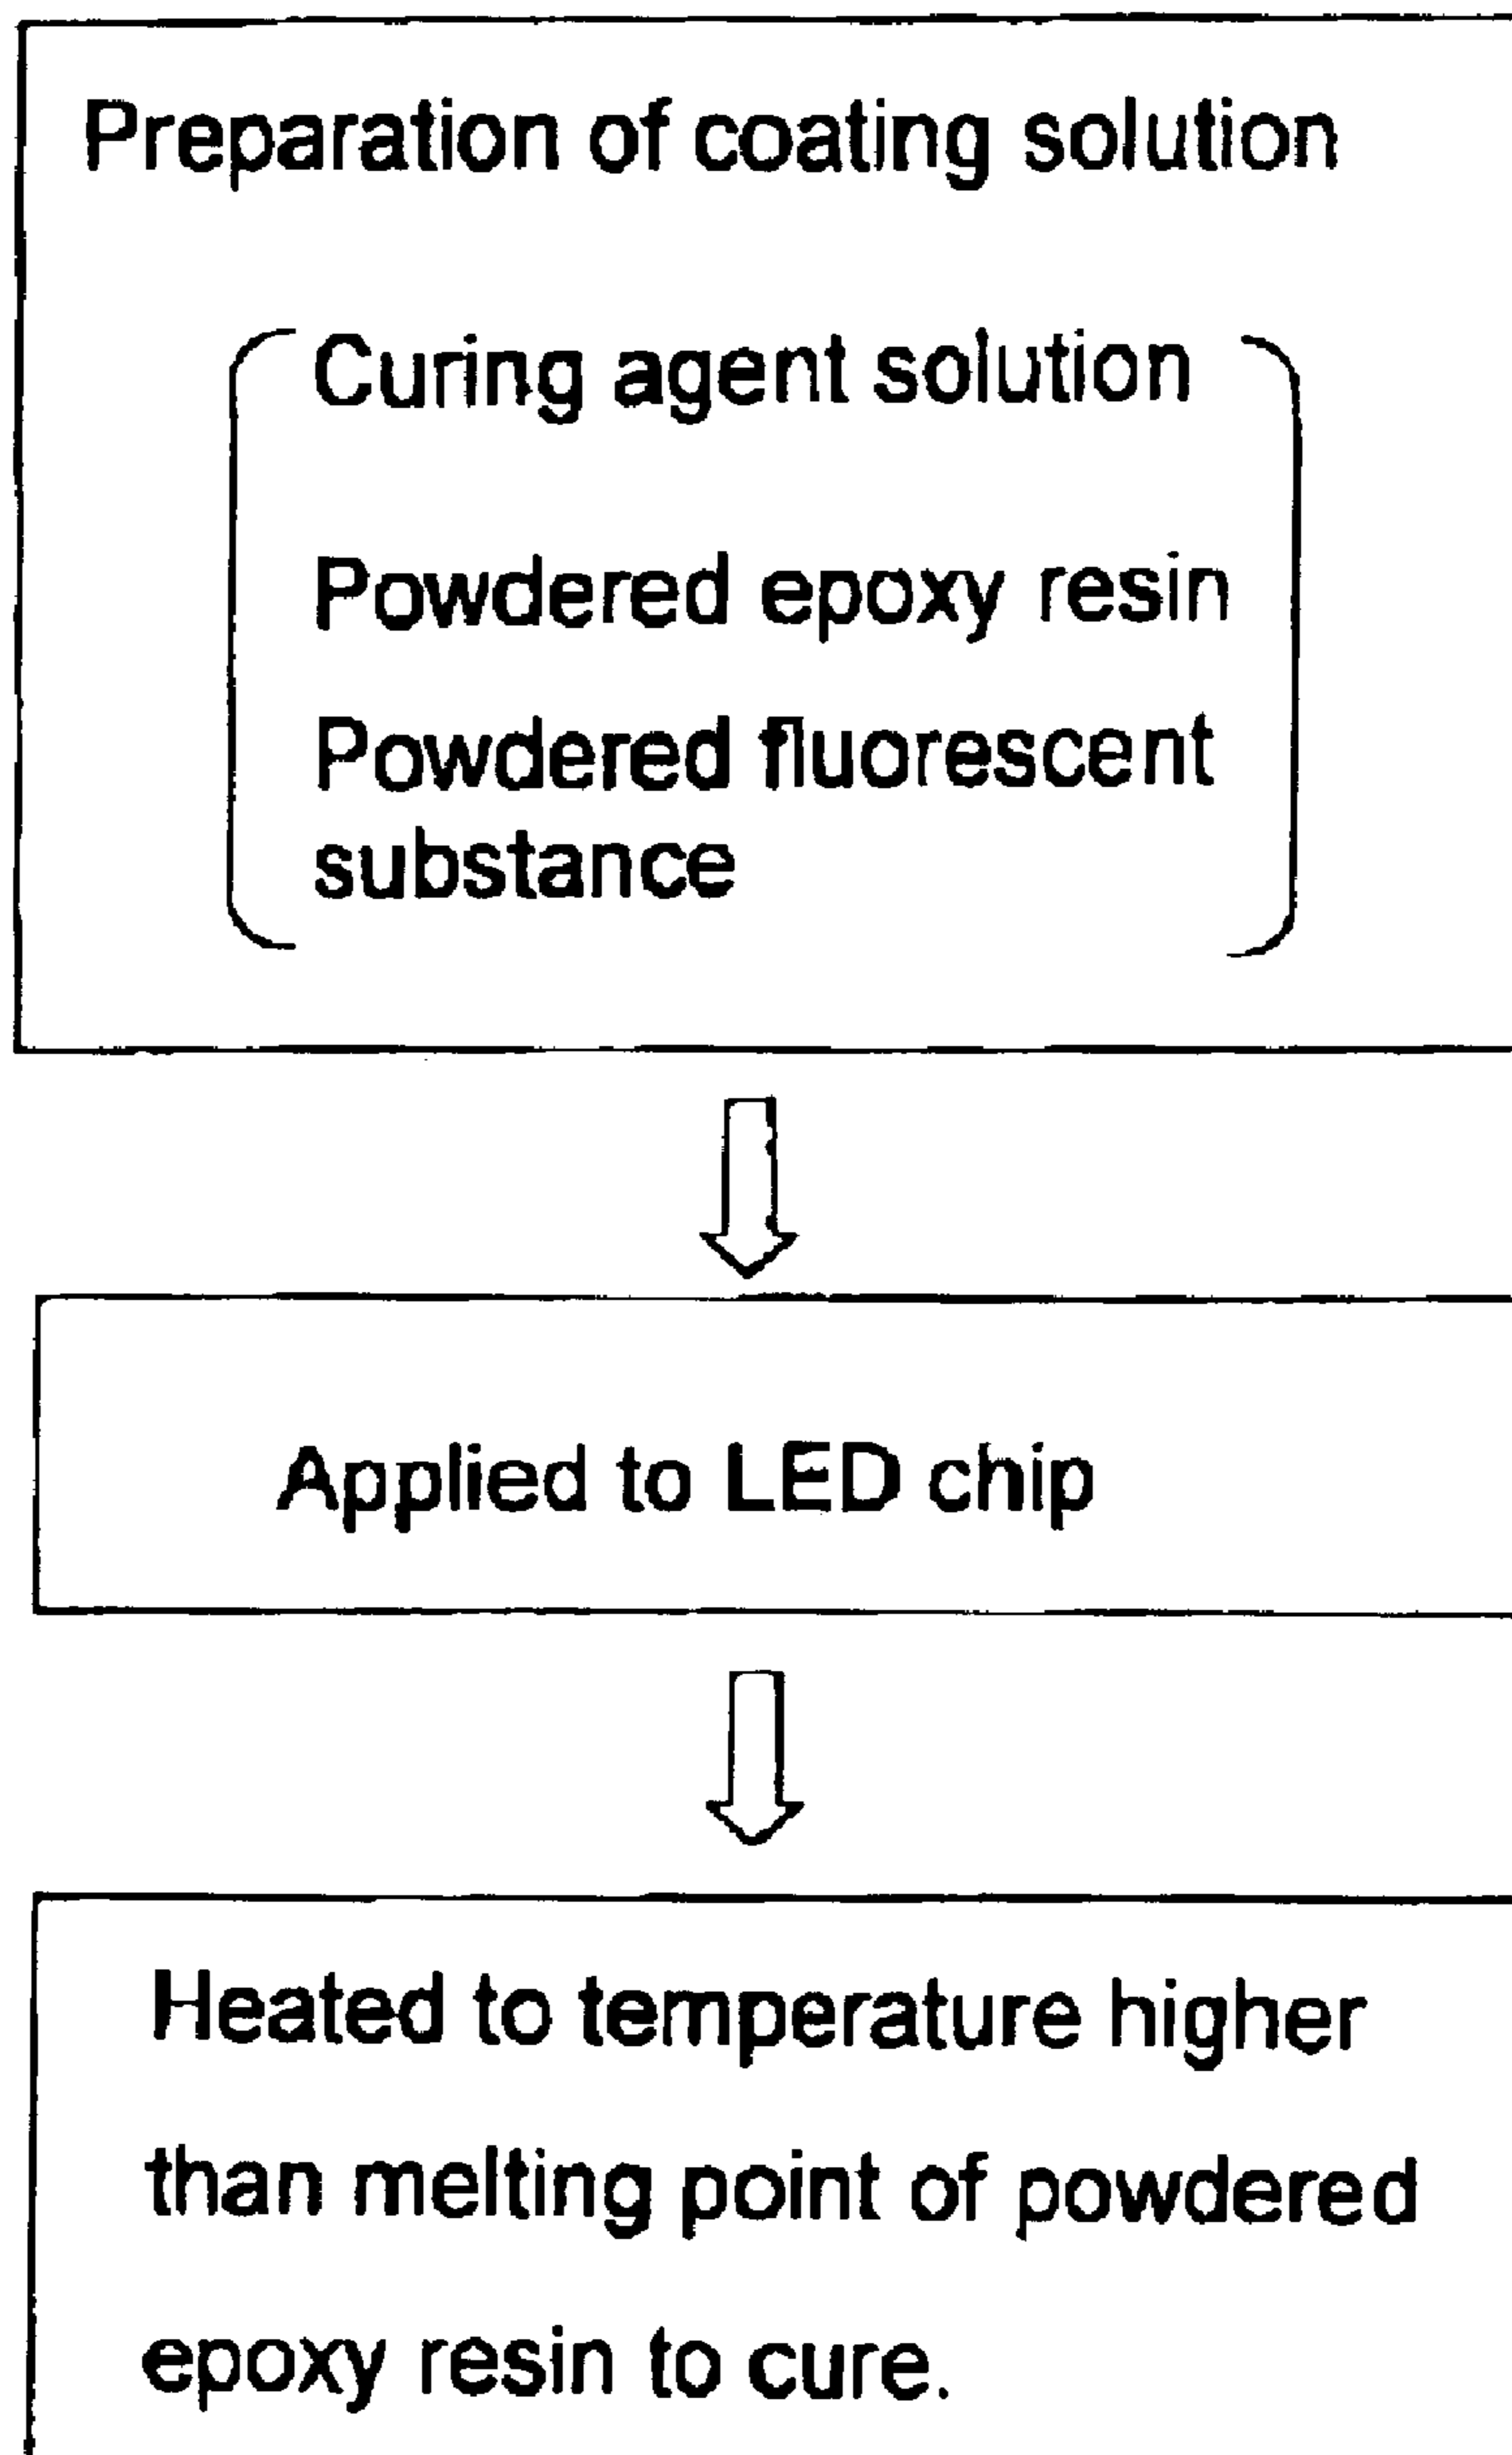 Preparation of coating solution
Curing agent solution
Powdered epoxy resin
Powdered fluorescent
substance
Applied to LED chip
Heated to temperature higher
than melting point of powdered
epoxy resin to cure.